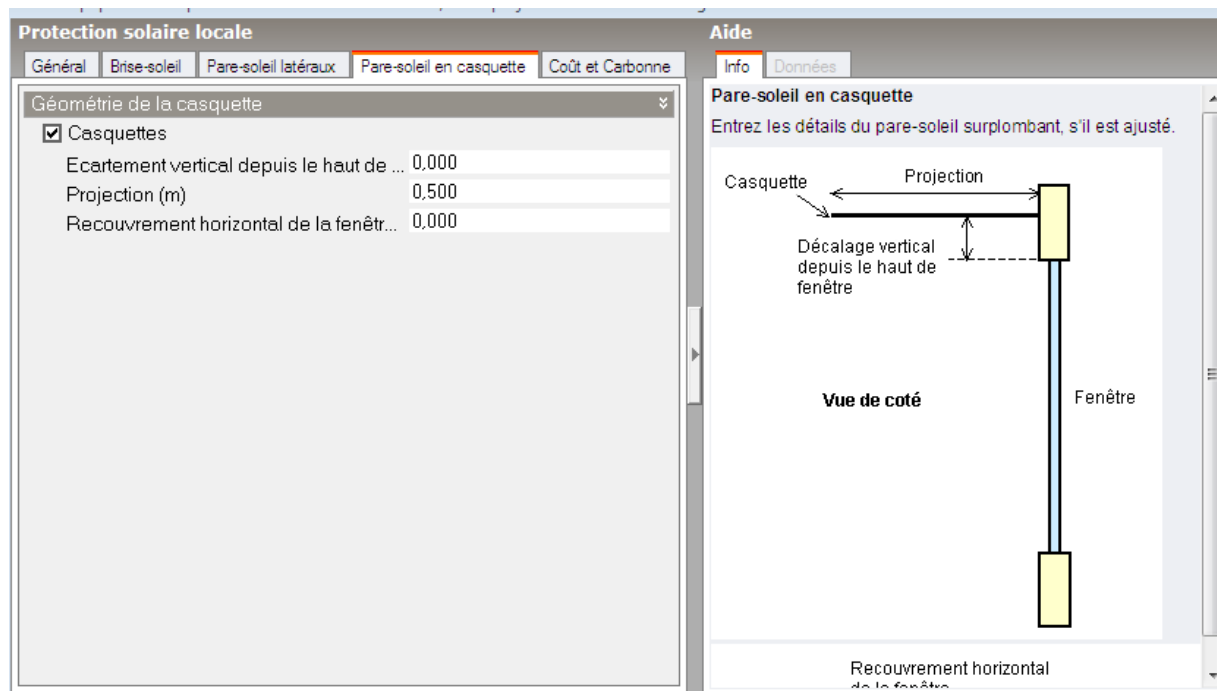 Protection solaire locale
Général Brise-soleil Pare-soleil latéraux Pare-soleil en casquette Coût et Carbonne
Géométrie de la casquette
Casquettes
Ecartement vertical depuis le haut de ... 0,000
Projection (m) 0,500
Recouvrement horizontal de la fenêtr... 0,000
Aide
Info Données
Pare-soleil en casquette
Entrez les détails du pare-soleil surplombant, s'il est ajusté.
Casquette
Projection
Décalage vertical
depuis le haut de
fenêtre
Vue de coté
Fenêtre
Recouvrement horizontal
de la fenêtre